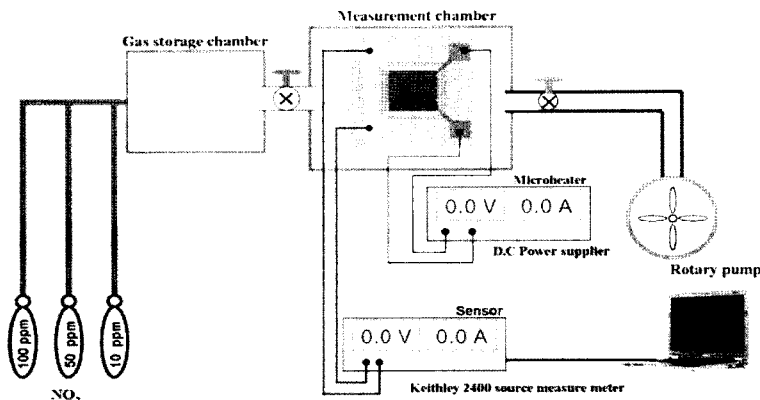 Measurement chamber
Gas storage chamber
Microheater
0.0 V 0.0 A
D.C Power supplier
Rotary pump
Sensor
0.0 V 0.0 A
Keithley 2400 source measure meter
100 ppm
50 ppm
10 ppm
NO₂